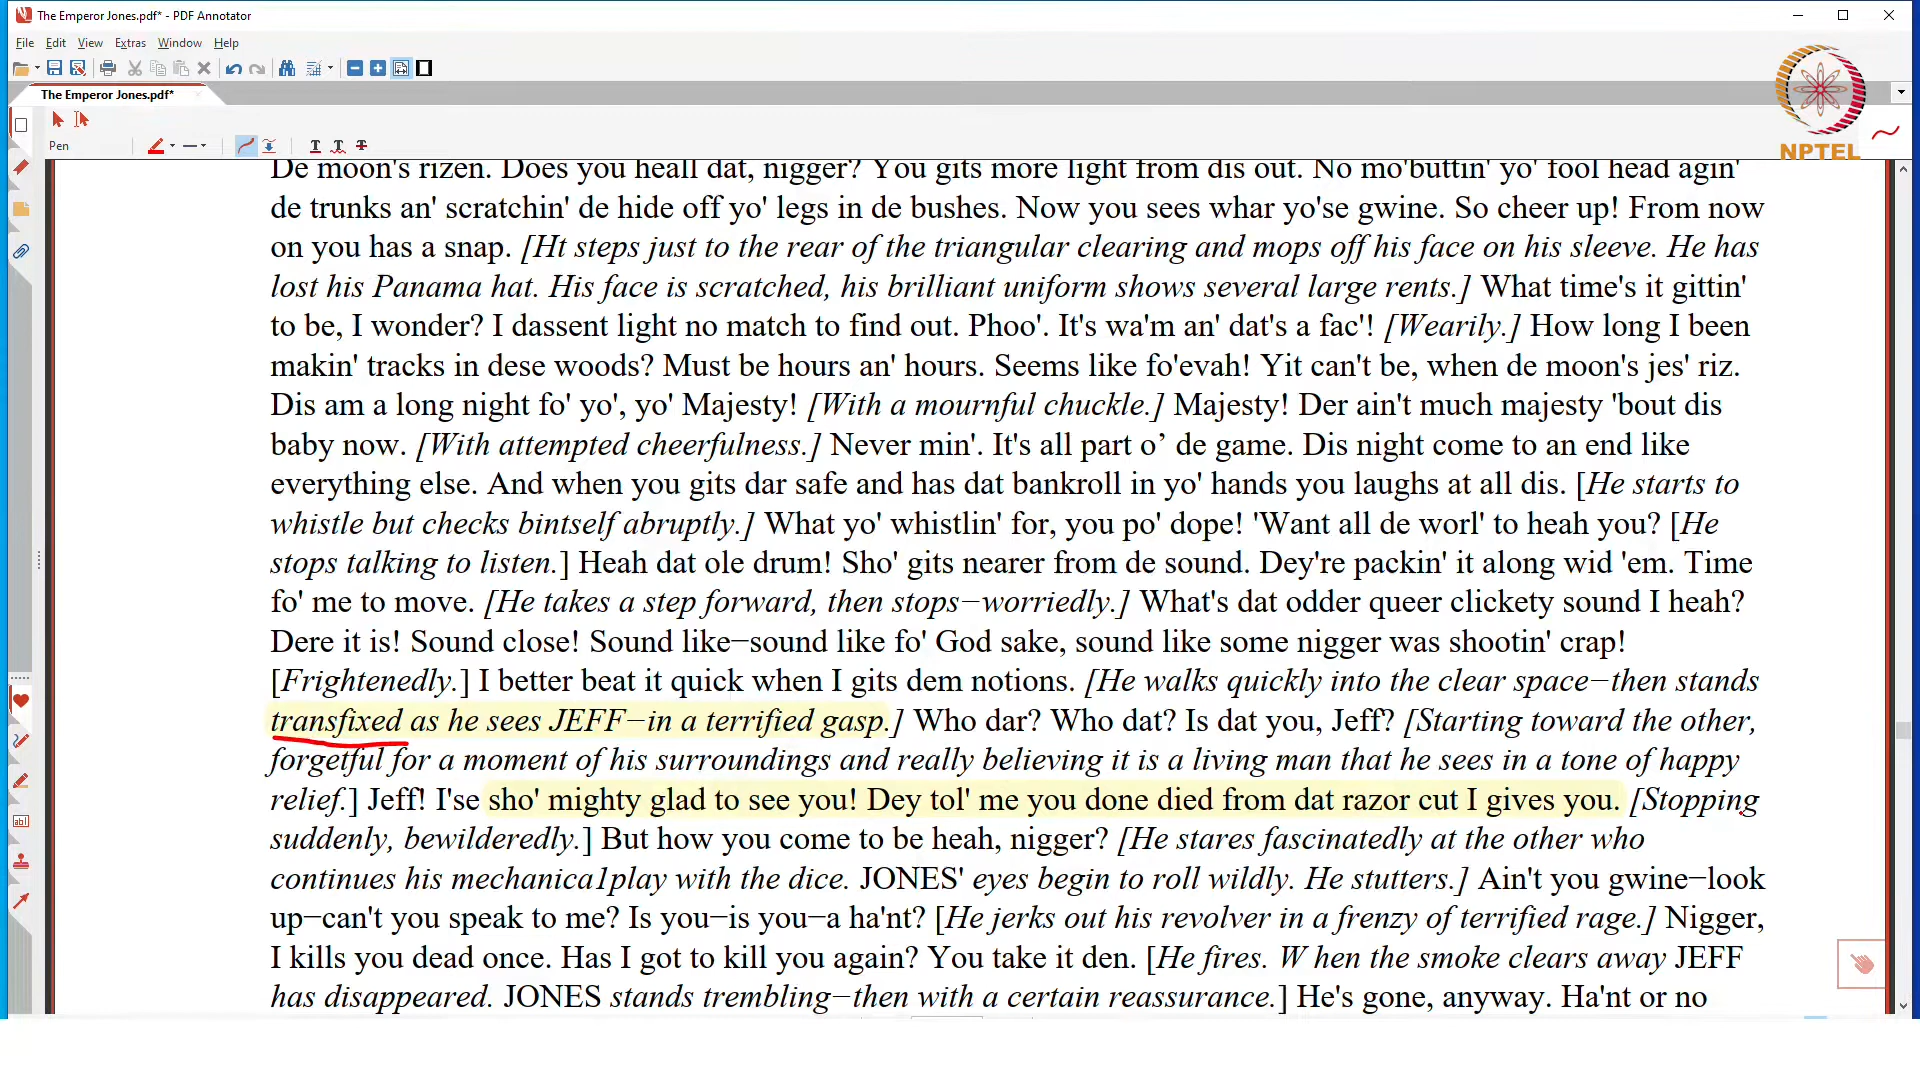 The Emperor Jones.pdf* - PDF Annotator
File Edit View Extras Window Help
The Emperor Jones.pdf*
Pen
NPTEL
De moon's rizen. Does you heall dat, nigger? You gits more light from dis out. No mo'buttin' yo' fool head agin'
de trunks an' scratchin' de hide off yo' legs in de bushes. Now you sees whar yo'se gwine. So cheer up! From now
on you has a snap. [Ht steps just to the rear of the triangular clearing and mops off his face on his sleeve. He has
lost his Panama hat. His face is scratched, his brilliant uniform shows several large rents.] What time's it gittin'
to be, I wonder? I dassent light no match to find out. Phoo'. It's wa'm an' dat's a fac'! [Wearily.] How long I been
makin' tracks in dese woods? Must be hours an' hours. Seems like fo'evah! Yit can't be, when de moon's jes' riz.
Dis am a long night fo' yo', yo' Majesty! [With a mournful chuckle.] Majesty! Der ain't much majesty 'bout dis
baby now. [With attempted cheerfulness.] Never min'. It's all part o’ de game. Dis night come to an end like
everything else. And when you gits dar safe and has dat bankroll in yo' hands you laughs at all dis. [He starts to
whistle but checks bintself abruptly.] What yo' whistlin' for, you po' dope! 'Want all de worl' to heah you? [He
stops talking to listen.] Heah dat ole drum! Sho' gits nearer from de sound. Dey're packin' it along wid 'em. Time
fo' me to move. [He takes a step forward, then stops−worriedly.] What's dat odder queer clickety sound I heah?
Dere it is! Sound close! Sound like−sound like fo' God sake, sound like some nigger was shootin' crap!
[Frightenedly.] I better beat it quick when I gits dem notions. [He walks quickly into the clear space−then stands
transfixed as he sees JEFF−in a terrified gasp.] Who dar? Who dat? Is dat you, Jeff? [Starting toward the other,
forgetful for a moment of his surroundings and really believing it is a living man that he sees in a tone of happy
relief.] Jeff! I'se sho' mighty glad to see you! Dey tol' me you done died from dat razor cut I gives you. [Stopping
suddenly, bewilderedly.] But how you come to be heah, nigger? [He stares fascinatedly at the other who
continues his mechanica1play with the dice. JONES' eyes begin to roll wildly. He stutters.] Ain't you gwine−look
up−can't you speak to me? Is you−is you−a ha'nt? [He jerks out his revolver in a frenzy of terrified rage.] Nigger,
I kills you dead once. Has I got to kill you again? You take it den. [He fires. W hen the smoke clears away JEFF
has disappeared. JONES stands trembling−then with a certain reassurance.] He's gone, anyway. Ha'nt or no